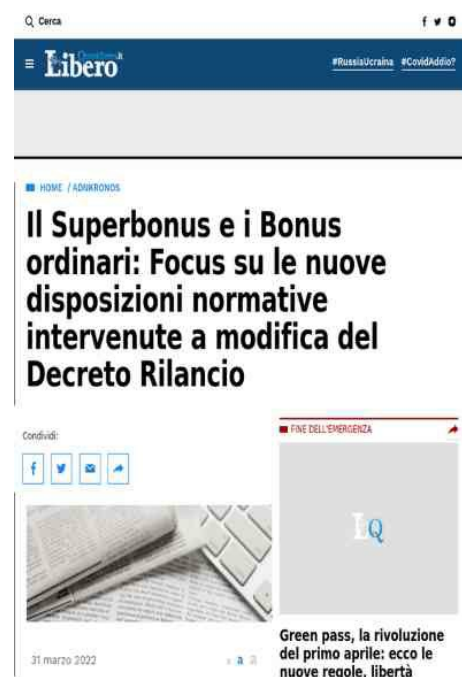 Cerca
Libero
Quotidiano.it
#RussiaUcraina #CovidAddio?
HOME / ADNKRONOS
Il Superbonus e i Bonus
ordinari: Focus su le nuove
disposizioni normative
intervenute a modifica del
Decreto Rilancio
Condividi:
FINE DELL'EMERGENZA
LQ
31 marzo 2022
a a a
Green pass, la rivoluzione
del primo aprile: ecco le
nuove regole, libertà